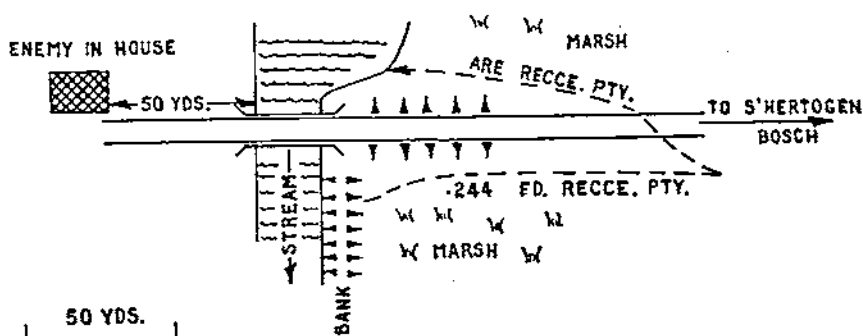 ENEMY IN HOUSE
50 YDS.
MARSH
ARE RECCE. PTY.
TO S'HERTOGEN
BOSCH
.244 FD. RECCE. PTY.
STREAM
MARSH
BANK
50 YDS.